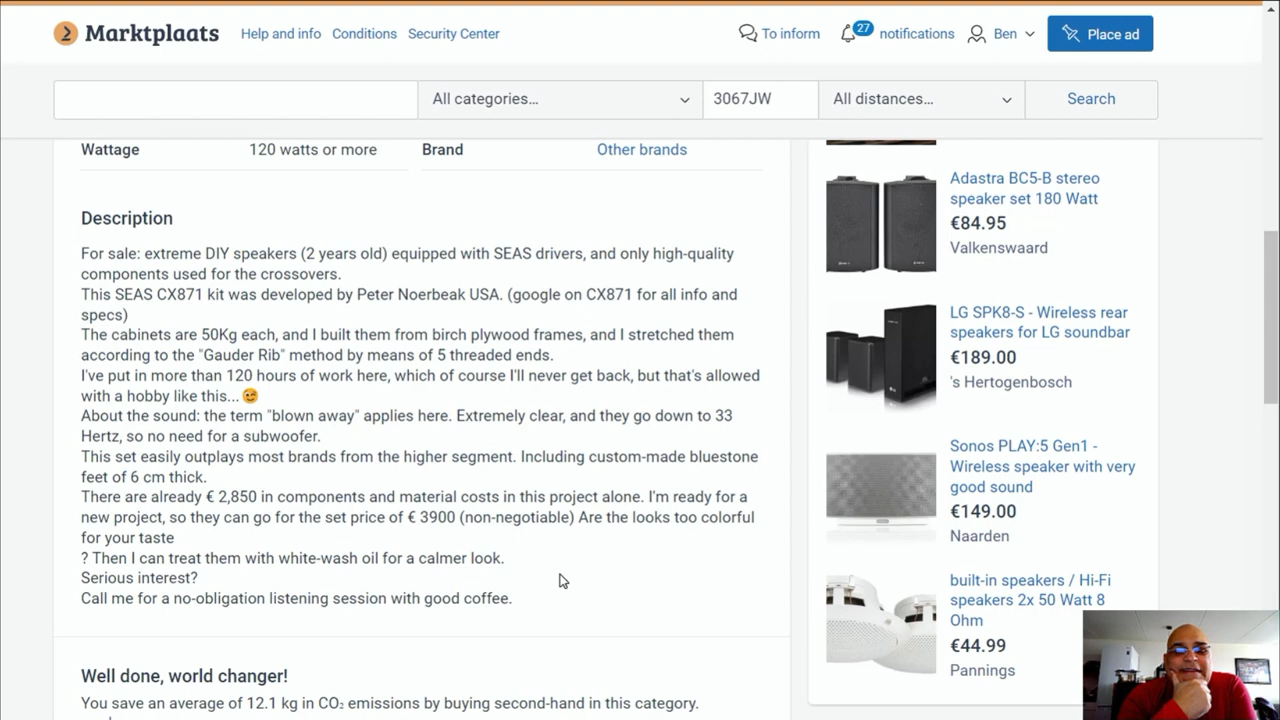 Marktplaats
Help and info Conditions Security Center
To inform 27 notifications Ben Place ad
All categories... 3067JW All distances... Search
Wattage 120 watts or more Brand Other brands
Description
For sale: extreme DIY speakers (2 years old) equipped with SEAS drivers, and only high-quality
components used for the crossovers.
This SEAS CX871 kit was developed by Peter Noerbeak USA. (google on CX871 for all info and
specs)
The cabinets are 50Kg each, and I built them from birch plywood frames, and I stretched them
according to the "Gauder Rib" method by means of 5 threaded ends.
I've put in more than 120 hours of work here, which of course I'll never get back, but that's allowed
with a hobby like this... 😉
About the sound: the term "blown away" applies here. Extremely clear, and they go down to 33
Hertz, so no need for a subwoofer.
This set easily outplays most brands from the higher segment. Including custom-made bluestone
feet of 6 cm thick.
There are already € 2,850 in components and material costs in this project alone. I'm ready for a
new project, so they can go for the set price of € 3900 (non-negotiable) Are the looks too colorful
for your taste
? Then I can treat them with white-wash oil for a calmer look.
Serious interest?
Call me for a no-obligation listening session with good coffee.
Well done, world changer!
You save an average of 12.1 kg in CO₂ emissions by buying second-hand in this category.
Adastra BC5-B stereo
speaker set 180 Watt
€84.95
Valkenswaard
LG SPK8-S - Wireless rear
speakers for LG soundbar
€189.00
's Hertogenbosch
Sonos PLAY:5 Gen1 -
Wireless speaker with very
good sound
€149.00
Naarden
built-in speakers / Hi-Fi
speakers 2x 50 Watt 8
Ohm
€44.99
Pannings